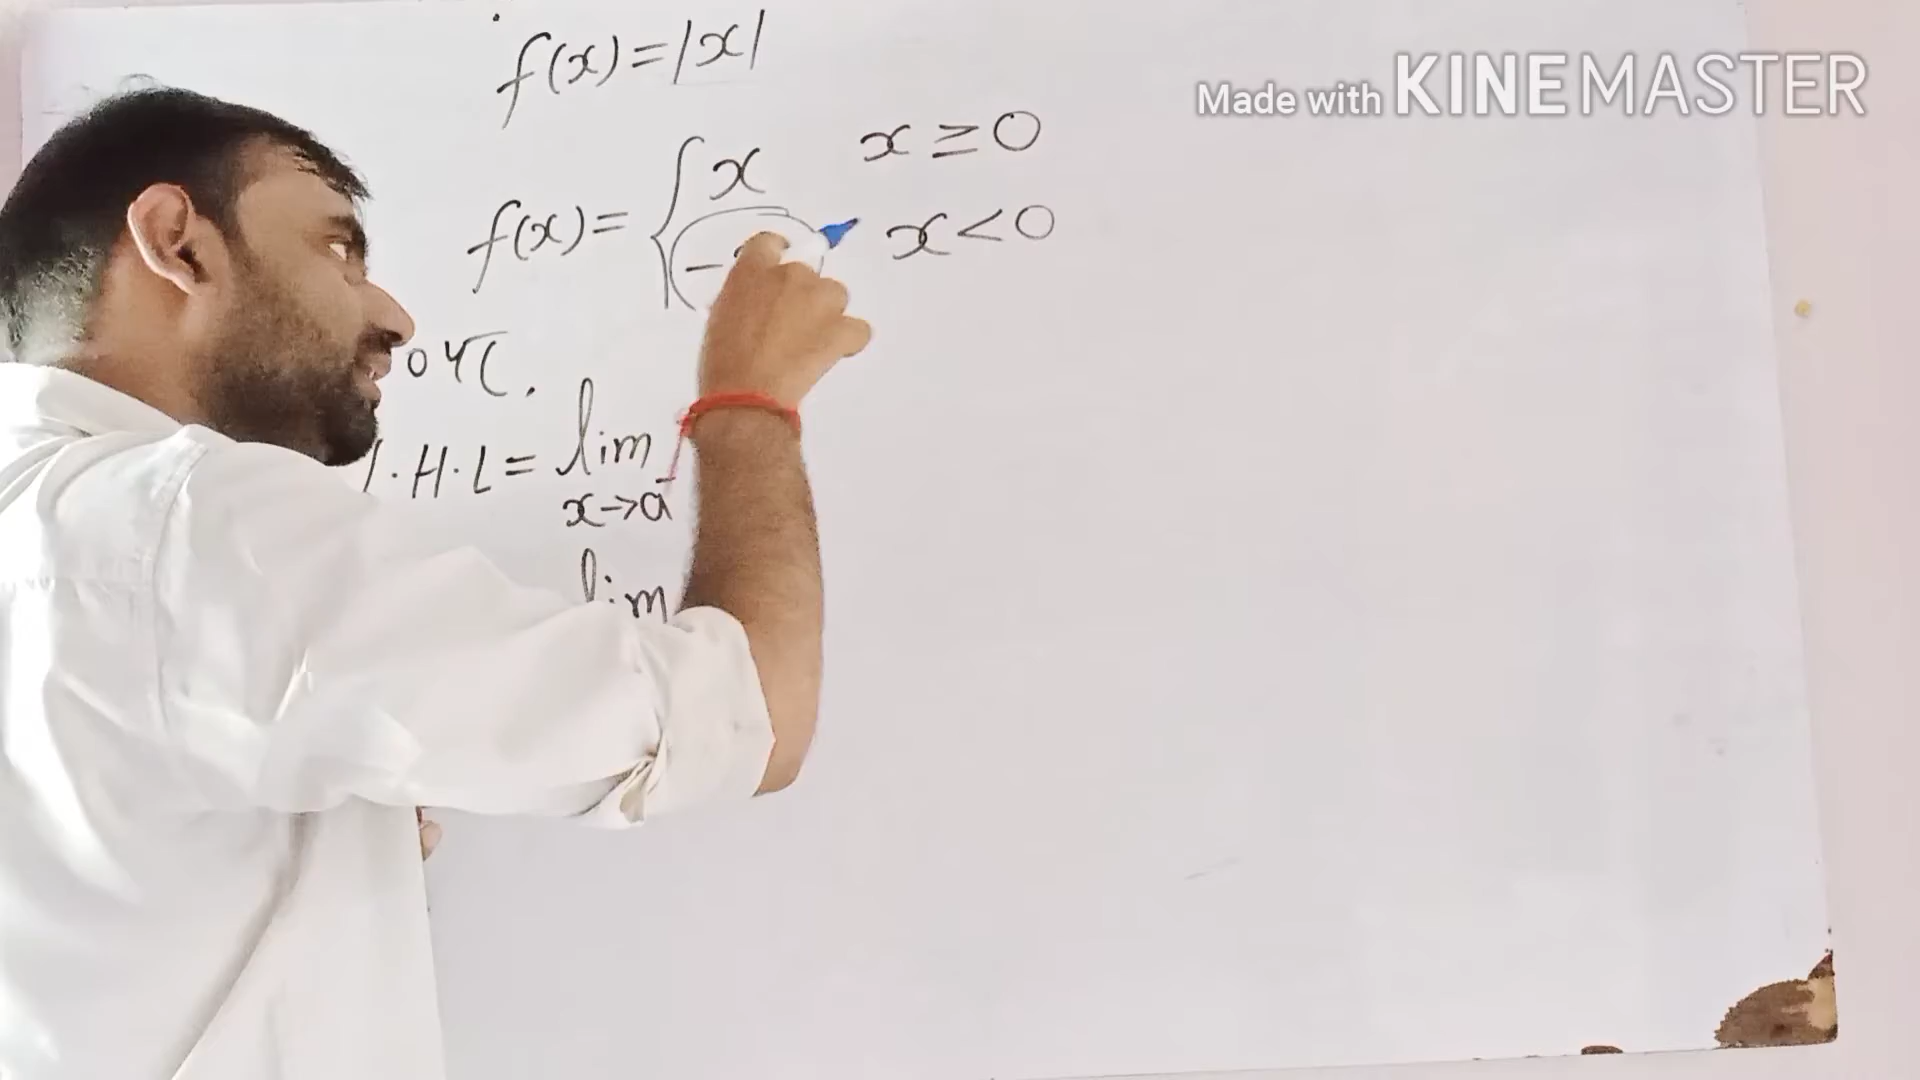 f(x)=|x|
Made with KINEMASTER
f(x)= { x x ≥ 0
- x<0
.H.L = lim
x→a⁻
lim